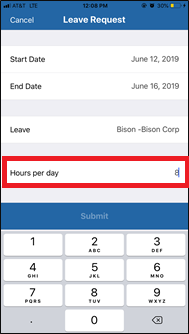 AT&T LTE 12:08 PM 30%
Cancel Leave Request
Start Date June 12, 2019
End Date June 16, 2019
Leave Bison -Bison Corp
Hours per day 8
Submit
1 2 3
ABC DEF
4 5 6
GHI JKL MNO
7 8 9
PQRS TUV WXYZ
. 0